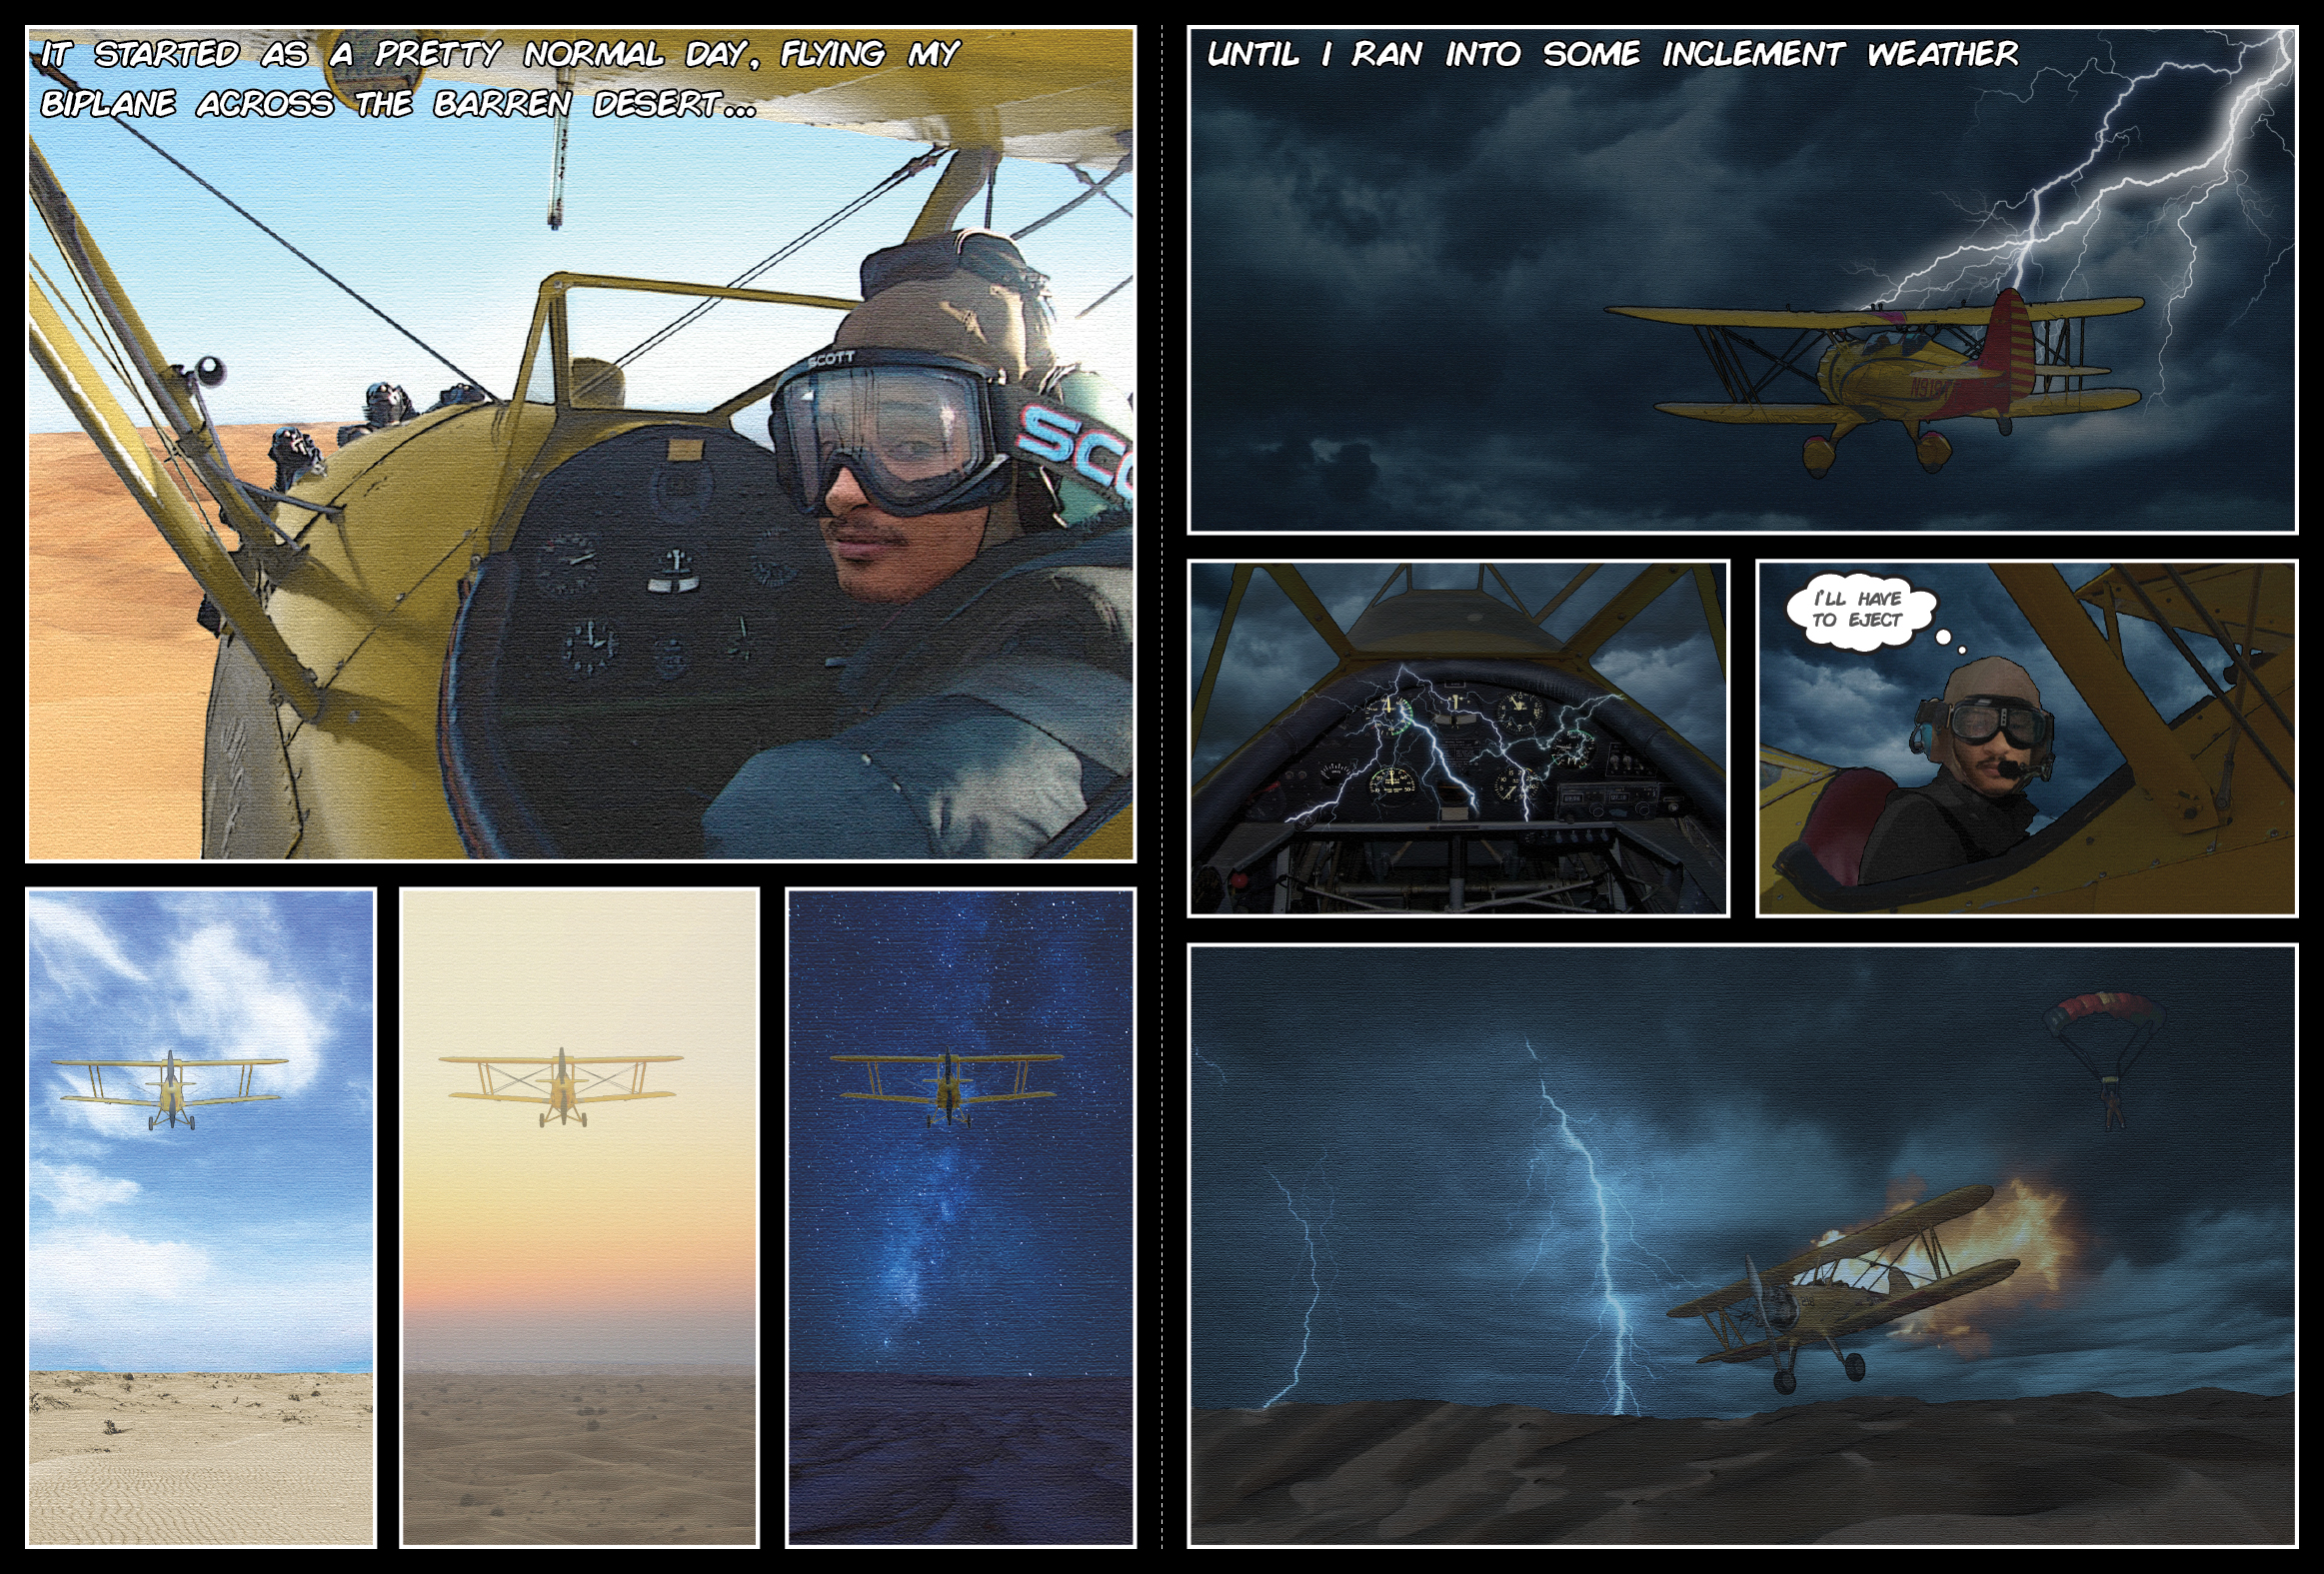 IT STARTED AS A PRETTY NORMAL DAY, FLYING MY
BIPLANE ACROSS THE BARREN DESERT...
SCOTT
UNTIL I RAN INTO SOME INCLEMENT WEATHER
I'LL HAVE
TO EJECT